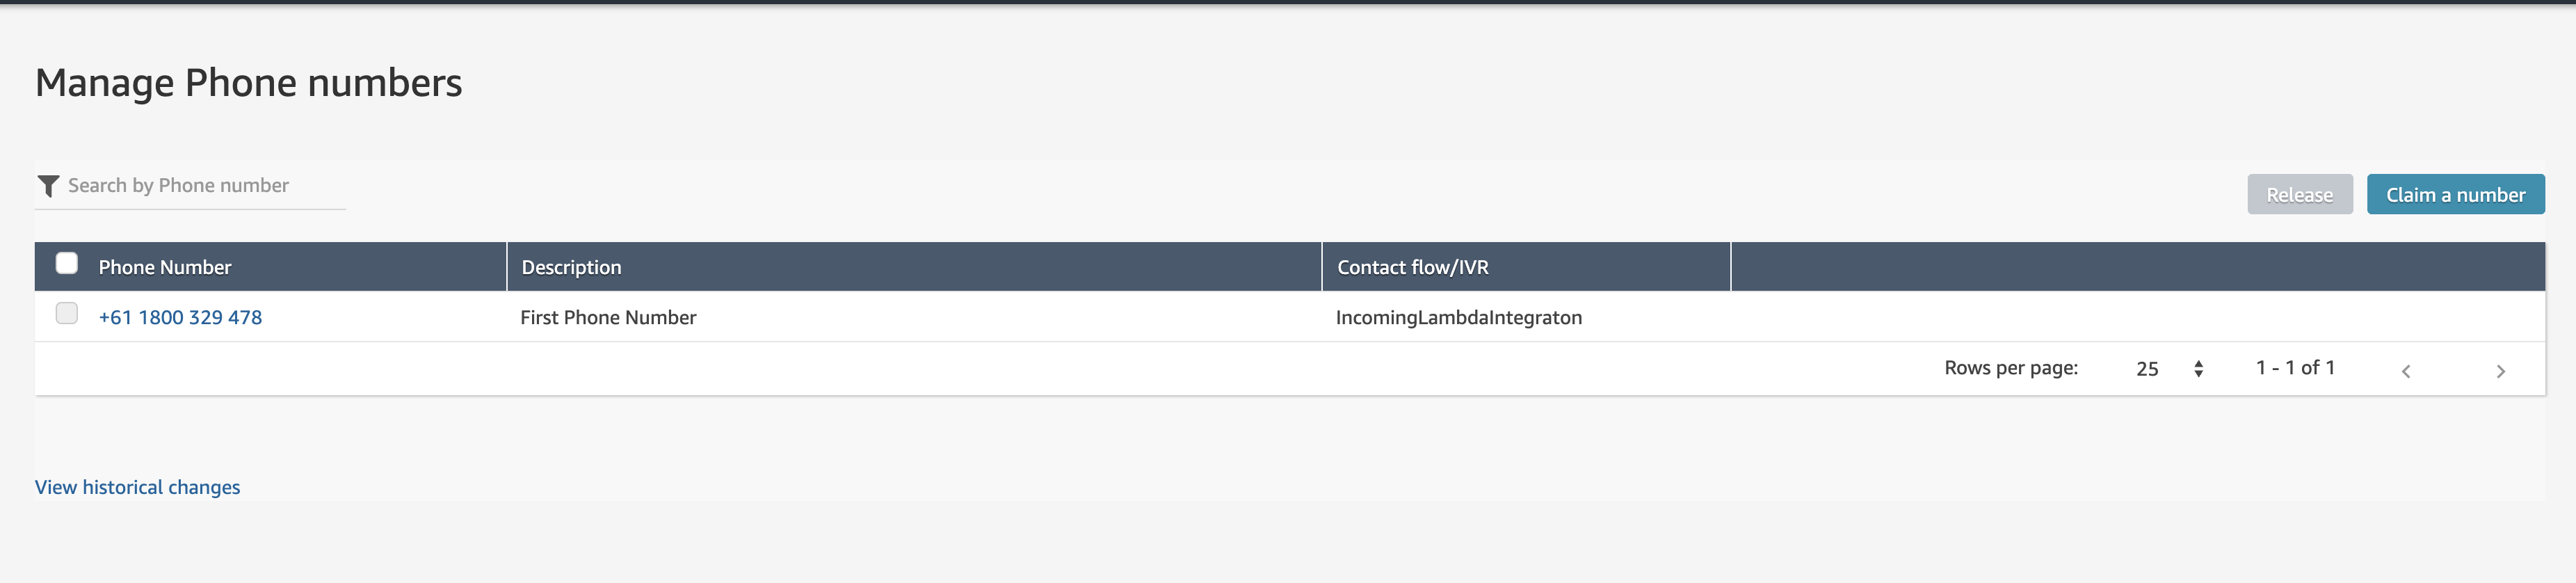 Manage Phone numbers
Search by Phone number
Release
Claim a number
Phone Number
Description
Contact flow/IVR
+61 1800 329 478
First Phone Number
IncomingLambdaIntegraton
Rows per page:
25
1 - 1 of 1
View historical changes